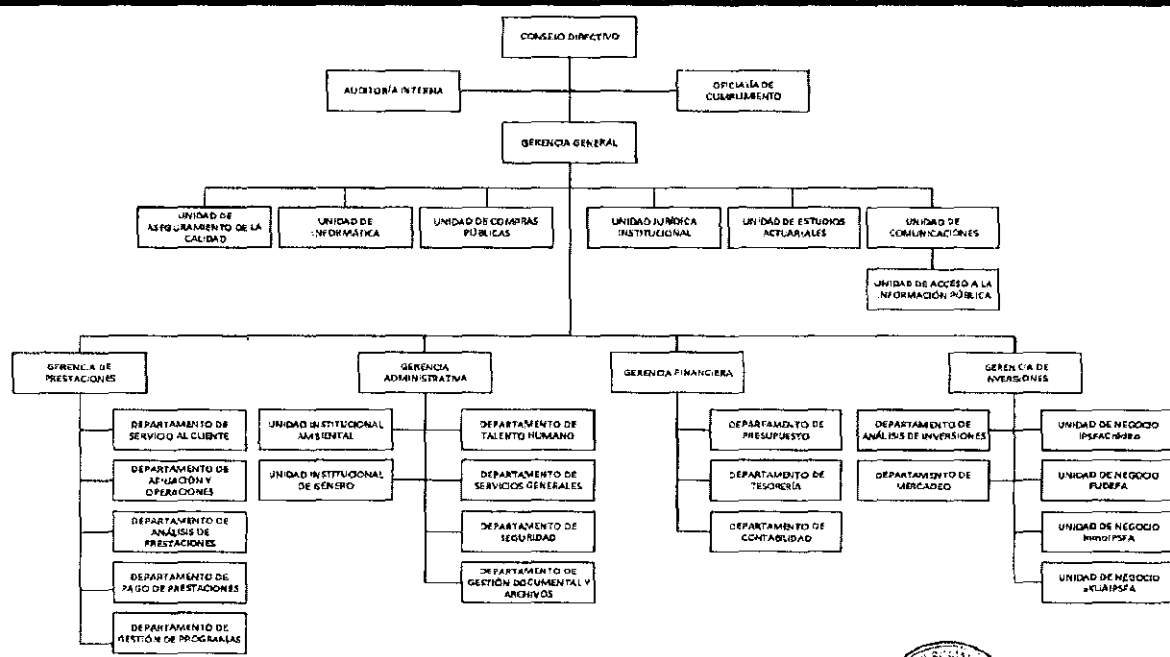 CONSEJO DIRECTIVO
AUDITORÍA INTERNA
OFICIALÍA DE
CUMPLIMIENTO
GERENCIA GENERAL
UNIDAD DE
ASEGURAMIENTO DE LA
CALIDAD
UNIDAD DE
INFORMÁTICA
UNIDAD DE COMPRAS
PÚBLICAS
UNIDAD JURÍDICA
INSTITUCIONAL
UNIDAD DE ESTUDIOS
ACTUARIALES
UNIDAD DE
COMUNICACIONES
UNIDAD DE ACCESO A LA
INFORMACIÓN PÚBLICA
GERENCIA DE
PRESTACIONES
GERENCIA
ADMINISTRATIVA
GERENCIA FINANCIERA
GERENCIA DE
INVERSIONES
DEPARTAMENTO DE
SERVICIO AL CLIENTE
DEPARTAMENTO DE
AFILIACIÓN Y
OPERACIONES
DEPARTAMENTO DE
ANÁLISIS DE
PRESTACIONES
DEPARTAMENTO DE
PAGO DE PRESTACIONES
DEPARTAMENTO DE
GESTIÓN DE PROGRAMAS
UNIDAD INSTITUCIONAL
AMBIENTAL
UNIDAD INSTITUCIONAL
DE GÉNERO
DEPARTAMENTO DE
TALENTO HUMANO
DEPARTAMENTO DE
SERVICIOS GENERALES
DEPARTAMENTO DE
SEGURIDAD
DEPARTAMENTO DE
GESTIÓN DOCUMENTAL Y
ARCHIVOS
DEPARTAMENTO DE
PRESUPUESTO
DEPARTAMENTO DE
TESORERÍA
DEPARTAMENTO DE
CONTABILIDAD
DEPARTAMENTO DE
ANÁLISIS DE INVERSIONES
DEPARTAMENTO DE
MERCADEO
UNIDAD DE NEGOCIO
IPSFACrédito
UNIDAD DE NEGOCIO
FUDEFA
UNIDAD DE NEGOCIO
InmoIPSFA
UNIDAD DE NEGOCIO